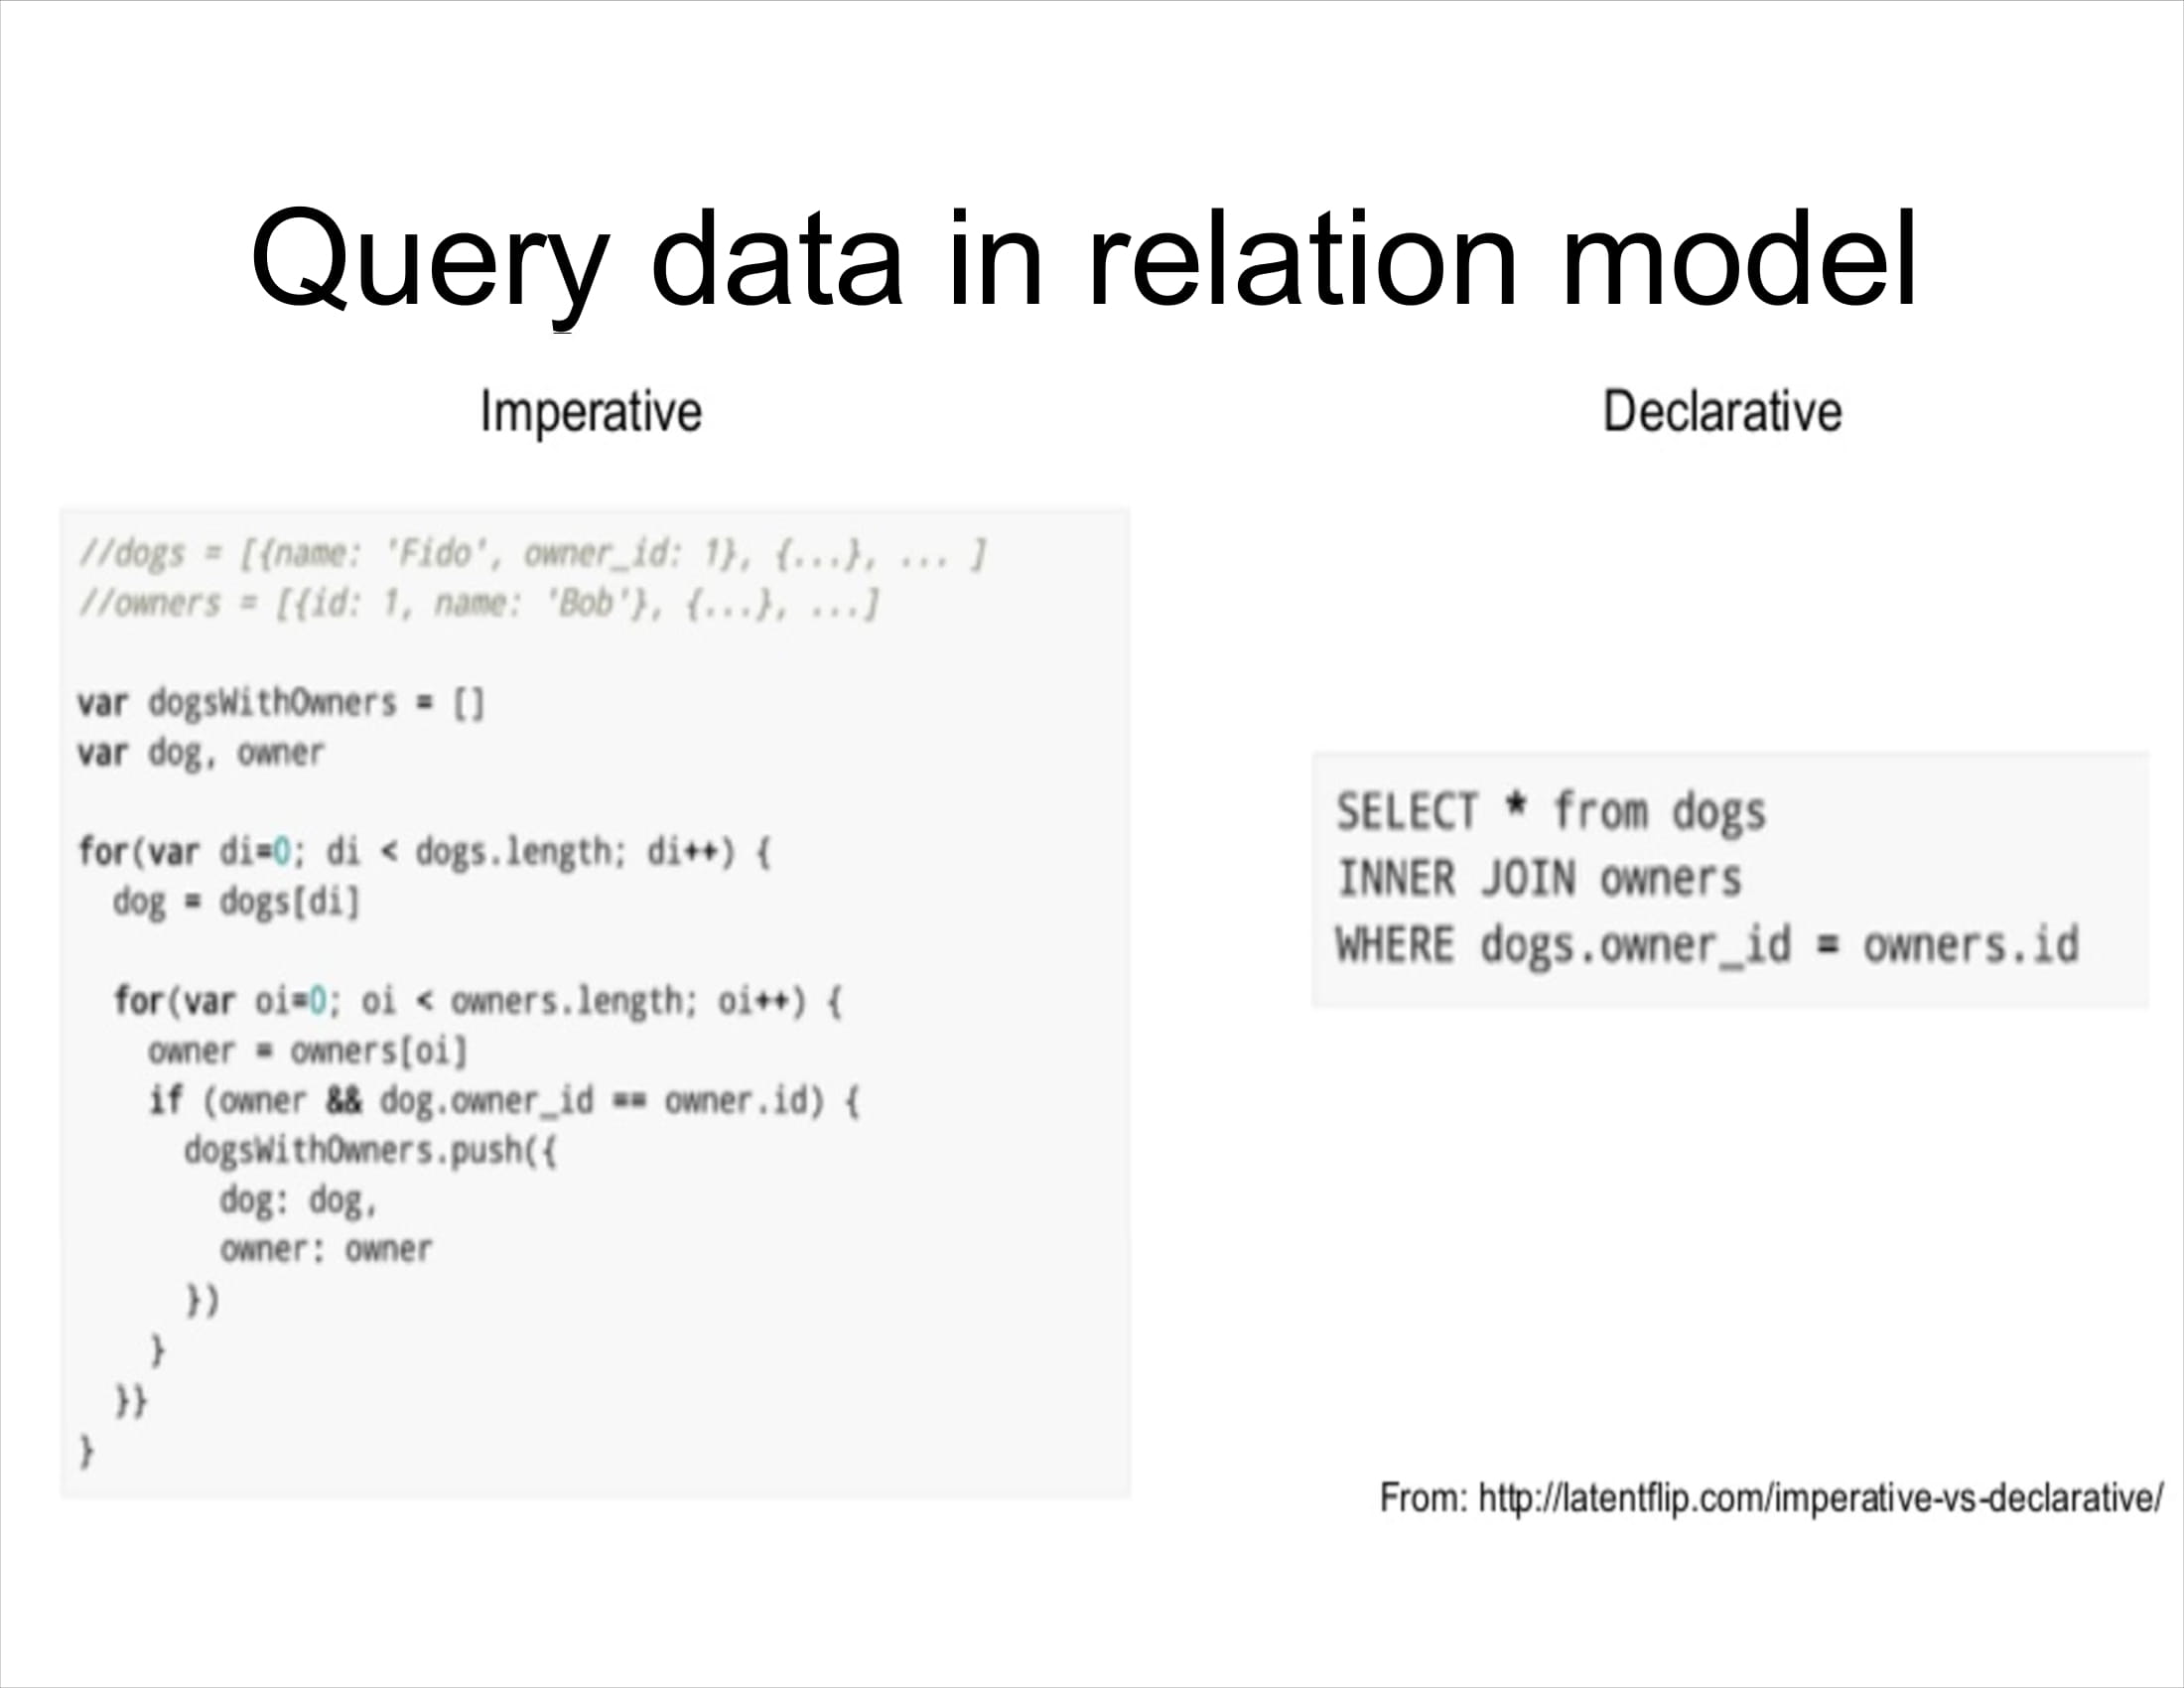 Query data in relation model
Imperative
Declarative
//dogs = [{name: 'Fido', owner_id: 1}, {...}, ... ]
//owners = [{id: 1, name: 'Bob'}, {...}, ...]
var dogsWithOwners = []
var dog, owner
for(var di=0; di < dogs.length; di++) {
dog = dogs[di]
for(var oi=0; oi < owners.length; oi++) {
owner = owners[oi]
if (owner && dog.owner_id == owner.id) {
dogsWithOwners.push({
dog: dog,
owner: owner
})
}
}}
}
SELECT * from dogs
INNER JOIN owners
WHERE dogs.owner_id = owners.id
From: http://latentflip.com/imperative-vs-declarative/